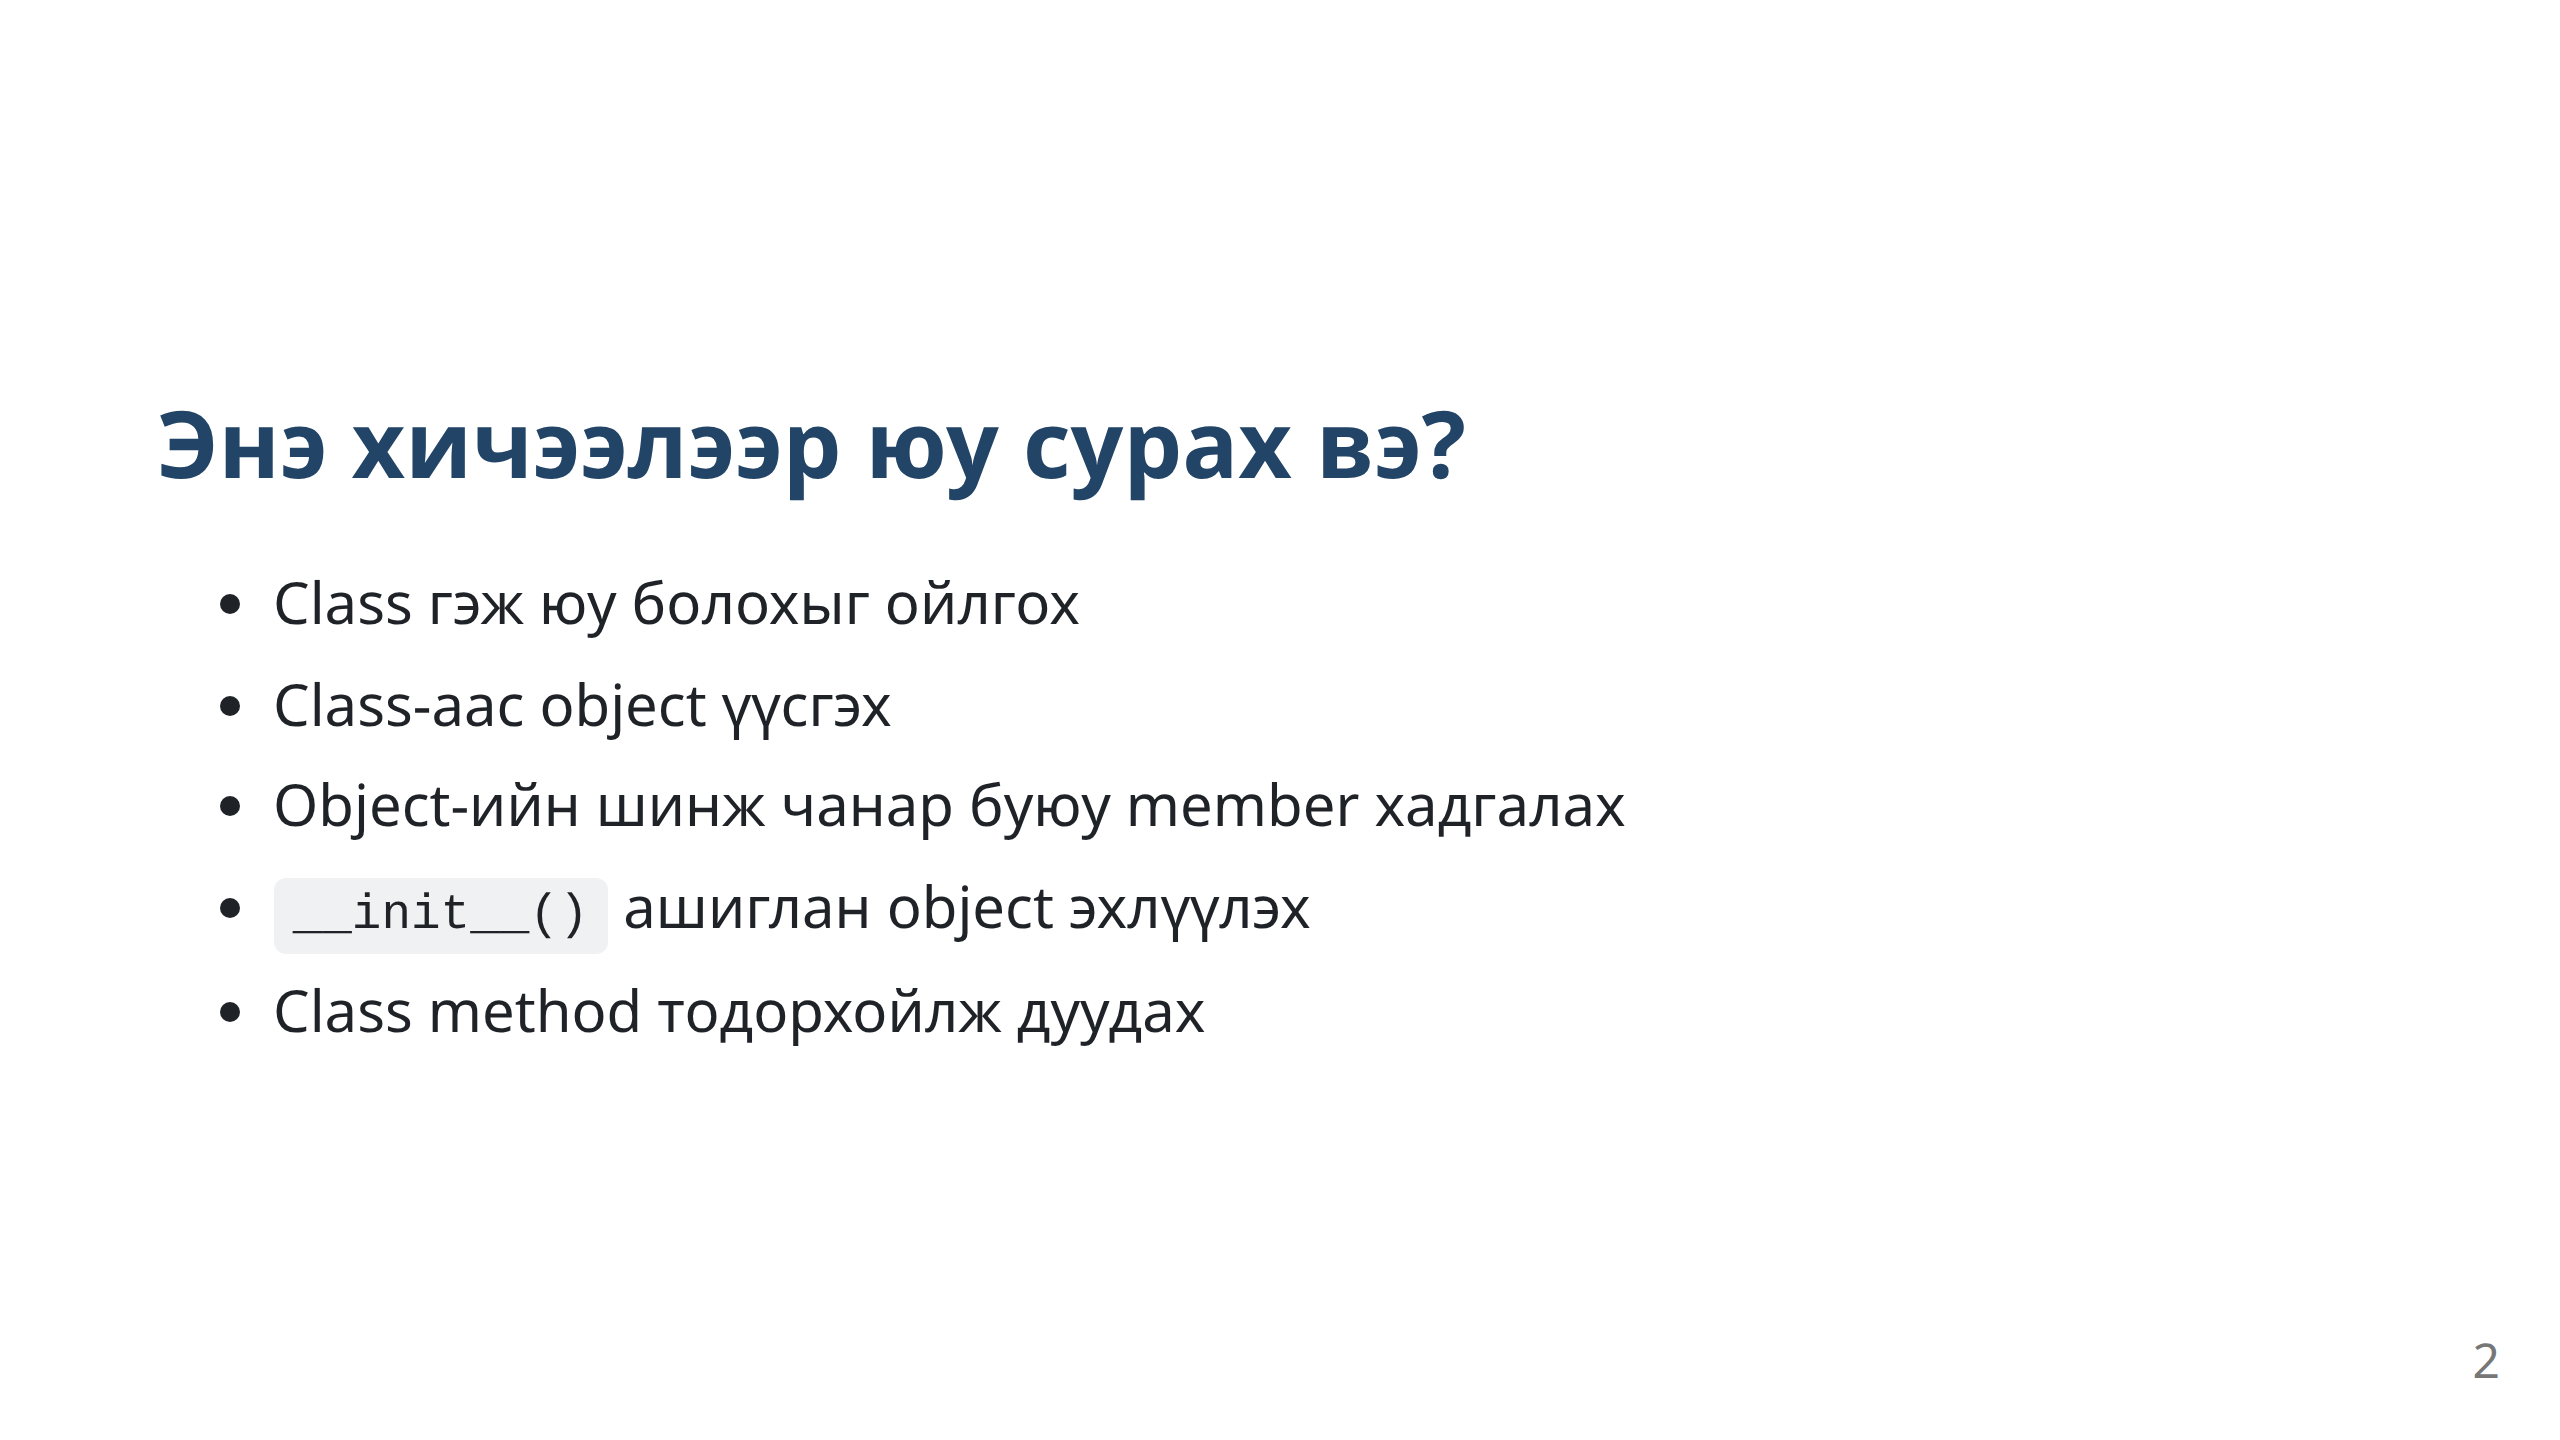 Энэ хичээлээр юу сурах вэ?
• Class гэж юу болохыг ойлгох
• Class-аас object үүсгэх
• Object-ийн шинж чанар буюу member хадгалах
• __init__() ашиглан object эхлүүлэх
• Class method тодорхойлж дуудах
2